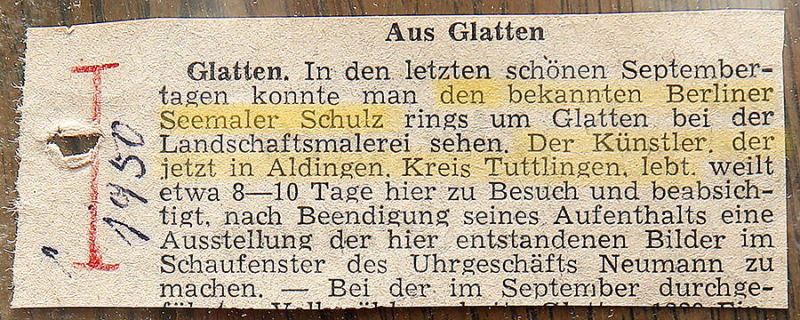 Aus Glatten
Glatten. In den letzten schönen September-
tagen konnte man den bekannten Berliner
Seemaler Schulz rings um Glatten bei der
Landschaftsmalerei sehen. Der Künstler, der
jetzt in Aldingen, Kreis Tuttlingen, lebt. weilt
etwa 8—10 Tage hier zu Besuch und beabsich-
tigt, nach Beendigung seines Aufenthalts eine
Ausstellung der hier entstandenen Bilder im
Schaufenster des Uhrgeschäfts Neumann zu
machen. — Bei der im September durchge-
1950